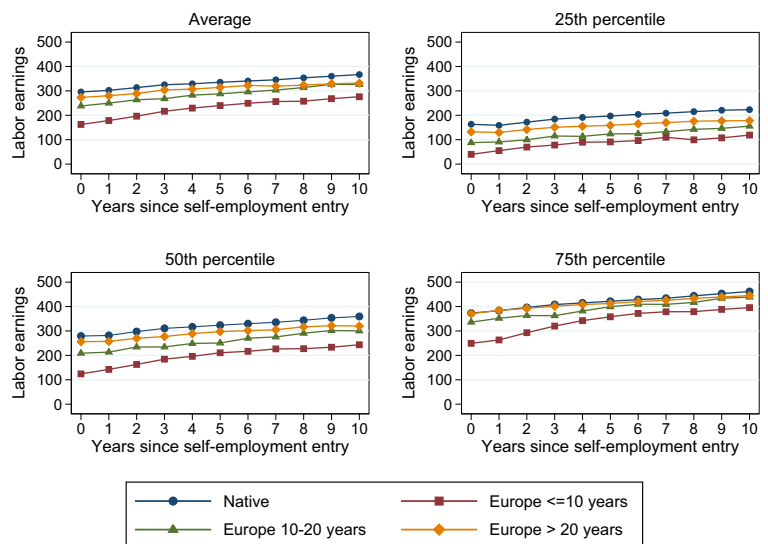 Average
Labor earnings
500
400
300
200
100
0
0 1 2 3 4 5 6 7 8 9 10
Years since self-employment entry
25th percentile
Labor earnings
500
400
300
200
100
0
0 1 2 3 4 5 6 7 8 9 10
Years since self-employment entry
50th percentile
Labor earnings
500
400
300
200
100
0
0 1 2 3 4 5 6 7 8 9 10
Years since self-employment entry
75th percentile
Labor earnings
500
400
300
200
100
0
0 1 2 3 4 5 6 7 8 9 10
Years since self-employment entry
Native
Europe <=10 years
Europe 10-20 years
Europe > 20 years